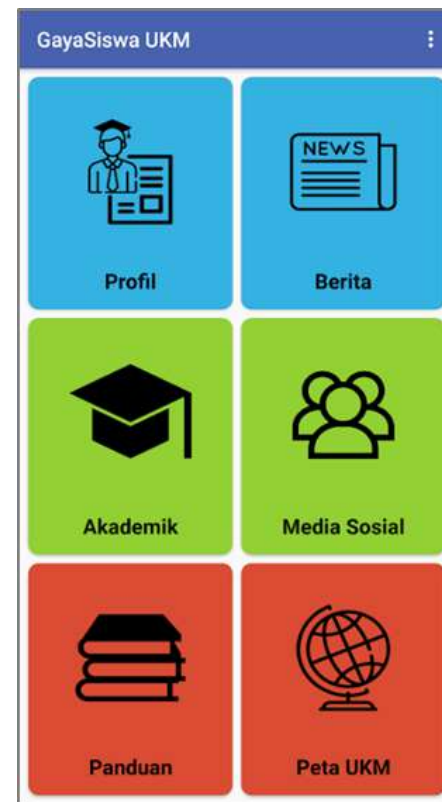 GayaSiswa UKM
NEWS
Profil
Berita
Akademik
Media Sosial
Panduan
Peta UKM